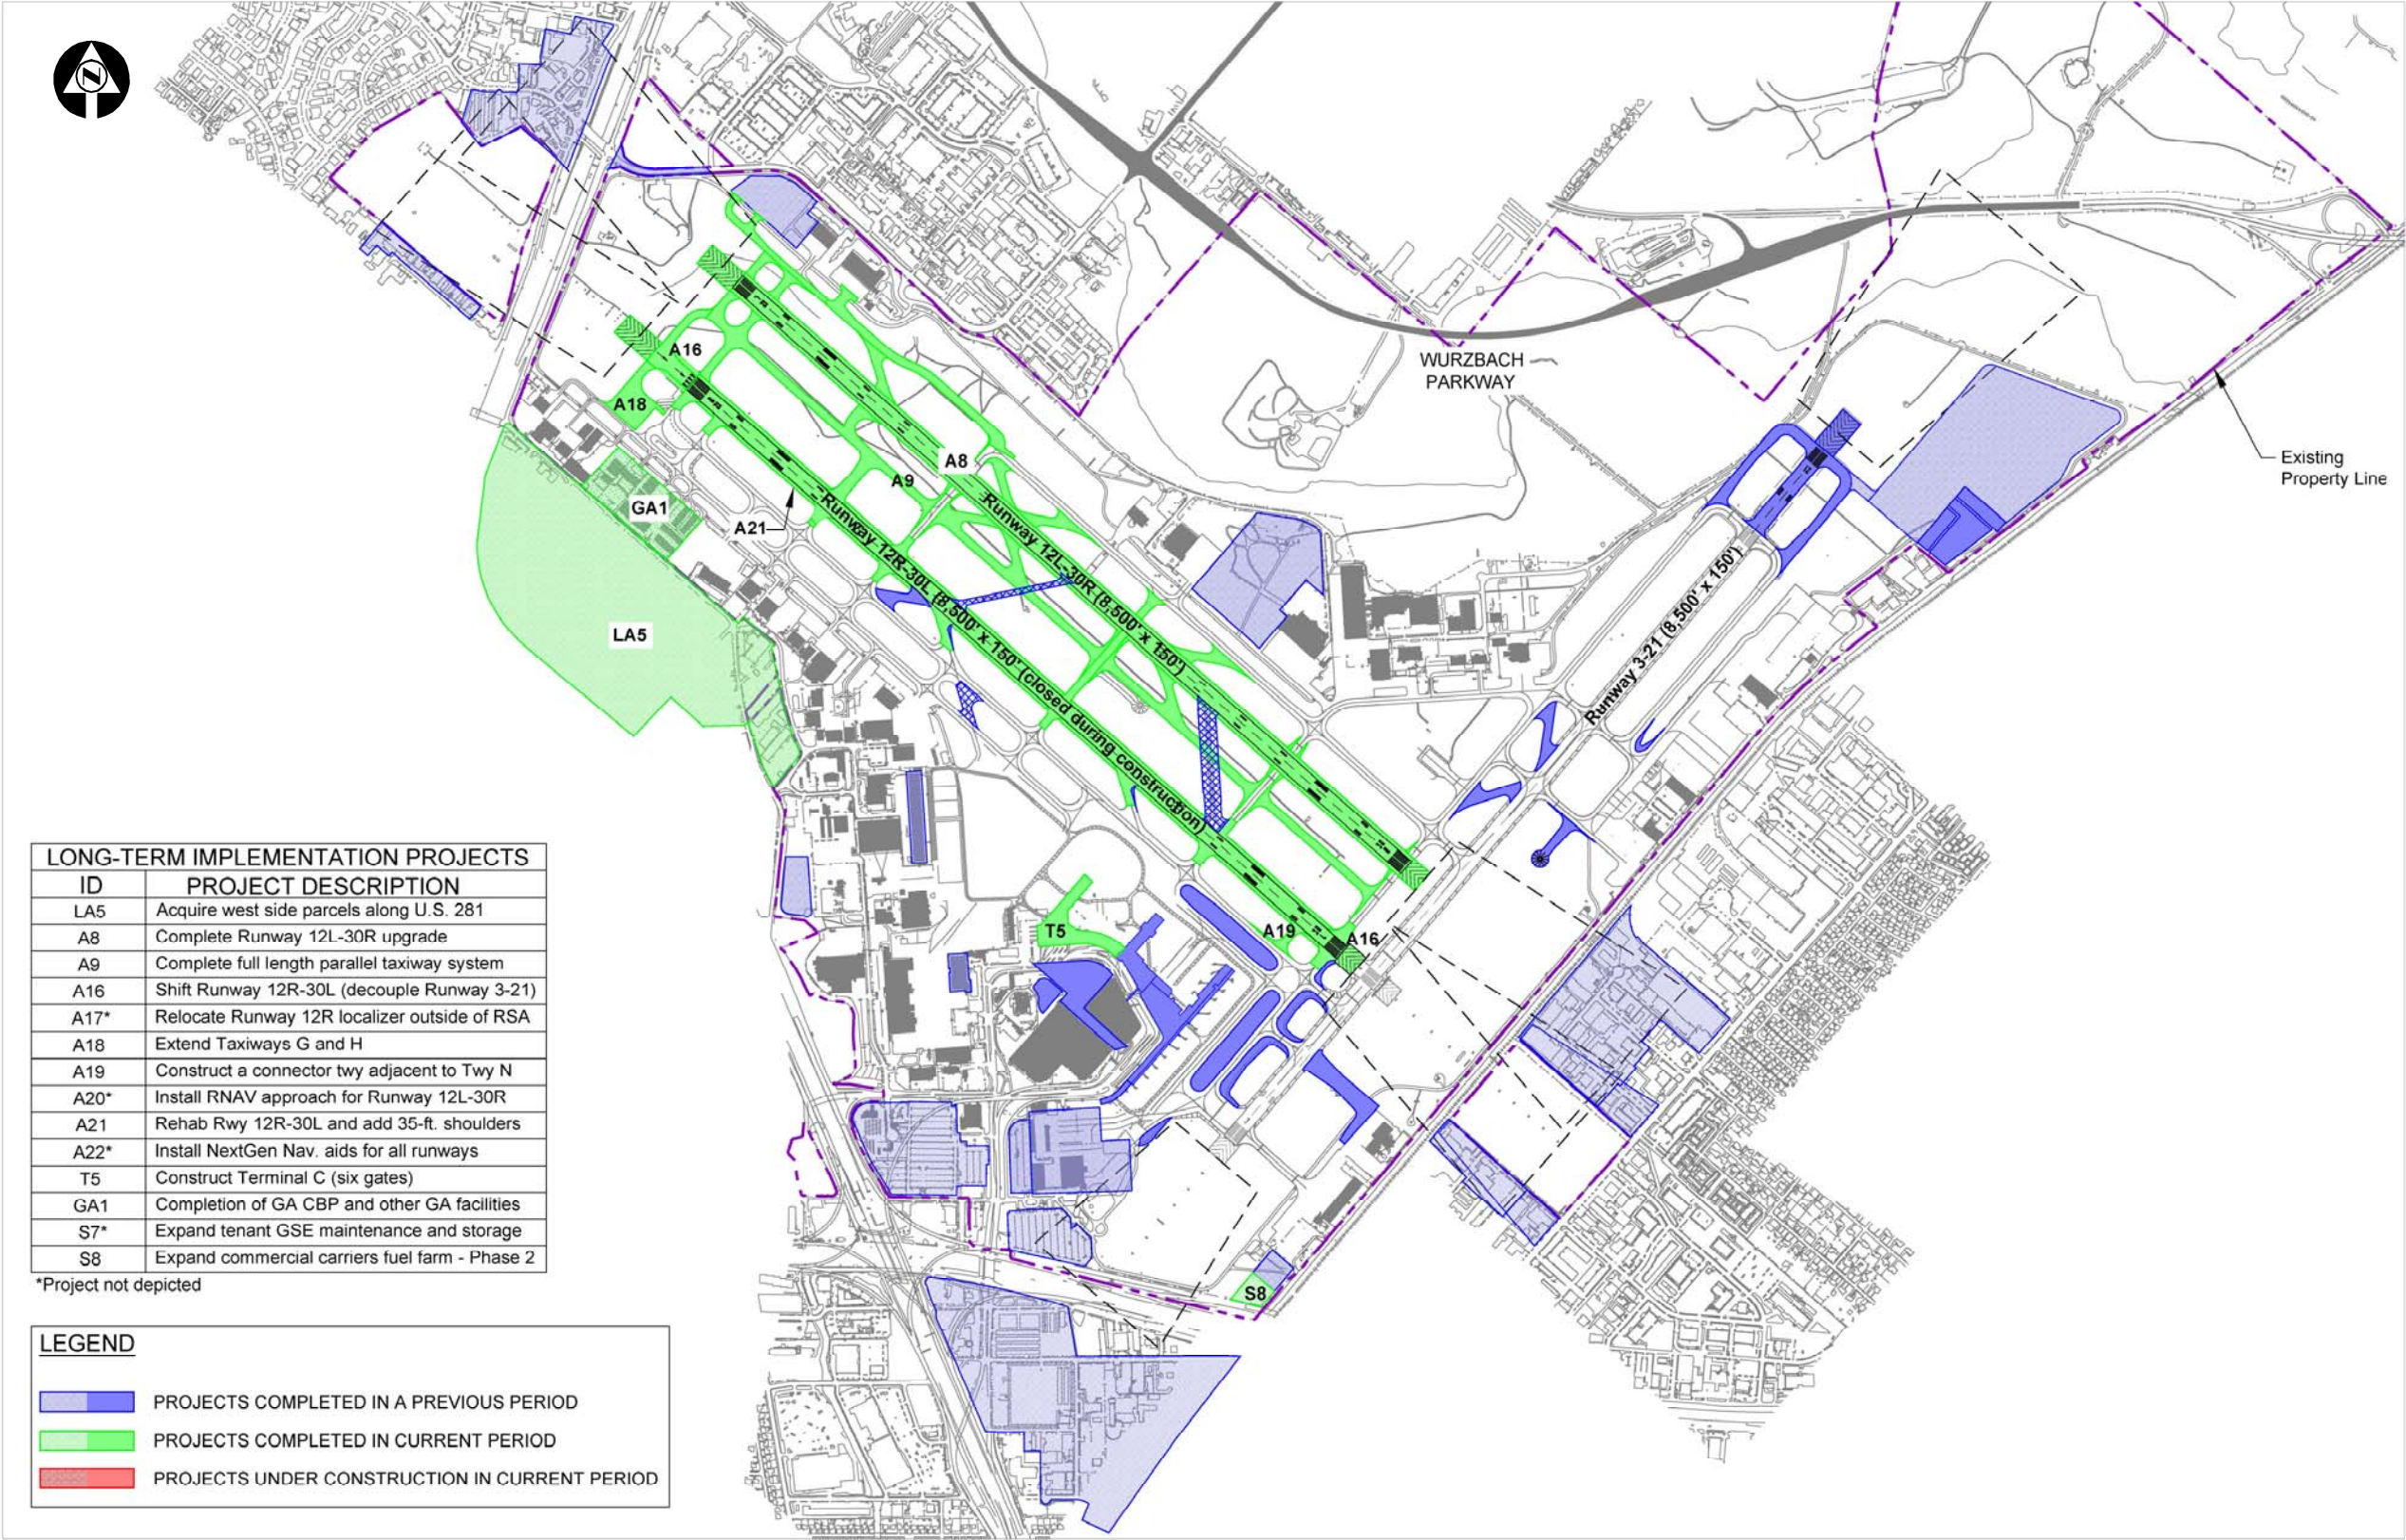 N
A16
WURZBACH
PARKWAY
A18
A8
Existing
Property Line
A9
GA1
A21
Runway 12R-30L (8,500' x 150' (closed during construction)
Runway 12L-30R (8,500' x 150')
Runway 3-21 (8,500' x 150')
LA5
T5
A19
A16
S8
LONG-TERM IMPLEMENTATION PROJECTS
ID PROJECT DESCRIPTION
LA5 Acquire west side parcels along U.S. 281
A8 Complete Runway 12L-30R upgrade
A9 Complete full length parallel taxiway system
A16 Shift Runway 12R-30L (decouple Runway 3-21)
A17* Relocate Runway 12R localizer outside of RSA
A18 Extend Taxiways G and H
A19 Construct a connector twy adjacent to Twy N
A20* Install RNAV approach for Runway 12L-30R
A21 Rehab Rwy 12R-30L and add 35-ft. shoulders
A22* Install NextGen Nav. aids for all runways
T5 Construct Terminal C (six gates)
GA1 Completion of GA CBP and other GA facilities
S7* Expand tenant GSE maintenance and storage
S8 Expand commercial carriers fuel farm - Phase 2
*Project not depicted
LEGEND
PROJECTS COMPLETED IN A PREVIOUS PERIOD
PROJECTS COMPLETED IN CURRENT PERIOD
PROJECTS UNDER CONSTRUCTION IN CURRENT PERIOD